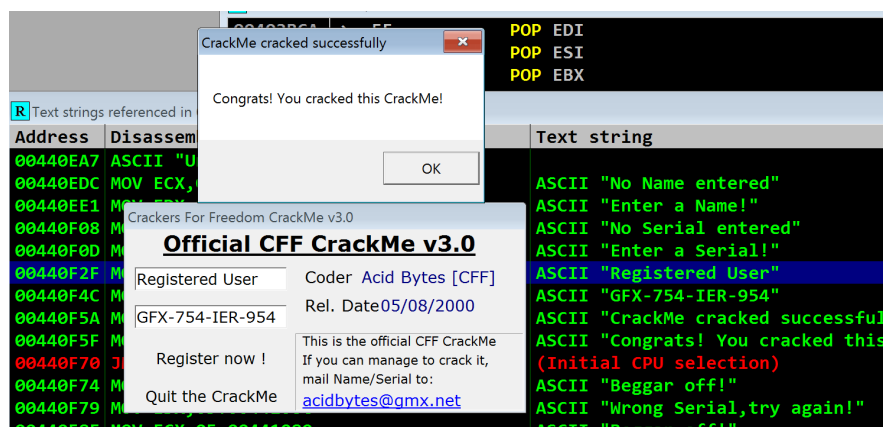 POP EDI
POP ESI
POP EBX
CrackMe cracked successfully
Congrats! You cracked this CrackMe!
OK
R Text strings referenced in
Address Disassem Text string
00440EA7 ASCII "U
00440EDC MOV ECX, ASCII "No Name entered"
00440EE1 ASCII "Enter a Name!"
00440F08 ASCII "No Serial entered"
00440F0D ASCII "Enter a Serial!"
00440F2F ASCII "Registered User"
00440F4C ASCII "GFX-754-IER-954"
00440F5A ASCII "CrackMe cracked successful
00440F5F ASCII "Congrats! You cracked this
00440F70 (Initial CPU selection)
00440F74 ASCII "Beggar off!"
00440F79 ASCII "Wrong Serial,try again!"
Crackers For Freedom CrackMe v3.0
Official CFF CrackMe v3.0
Registered User
GFX-754-IER-954
Register now !
Quit the CrackMe
Coder Acid Bytes [CFF]
Rel. Date 05/08/2000
This is the official CFF CrackMe
If you can manage to crack it,
mail Name/Serial to:
acidbytes@gmx.net